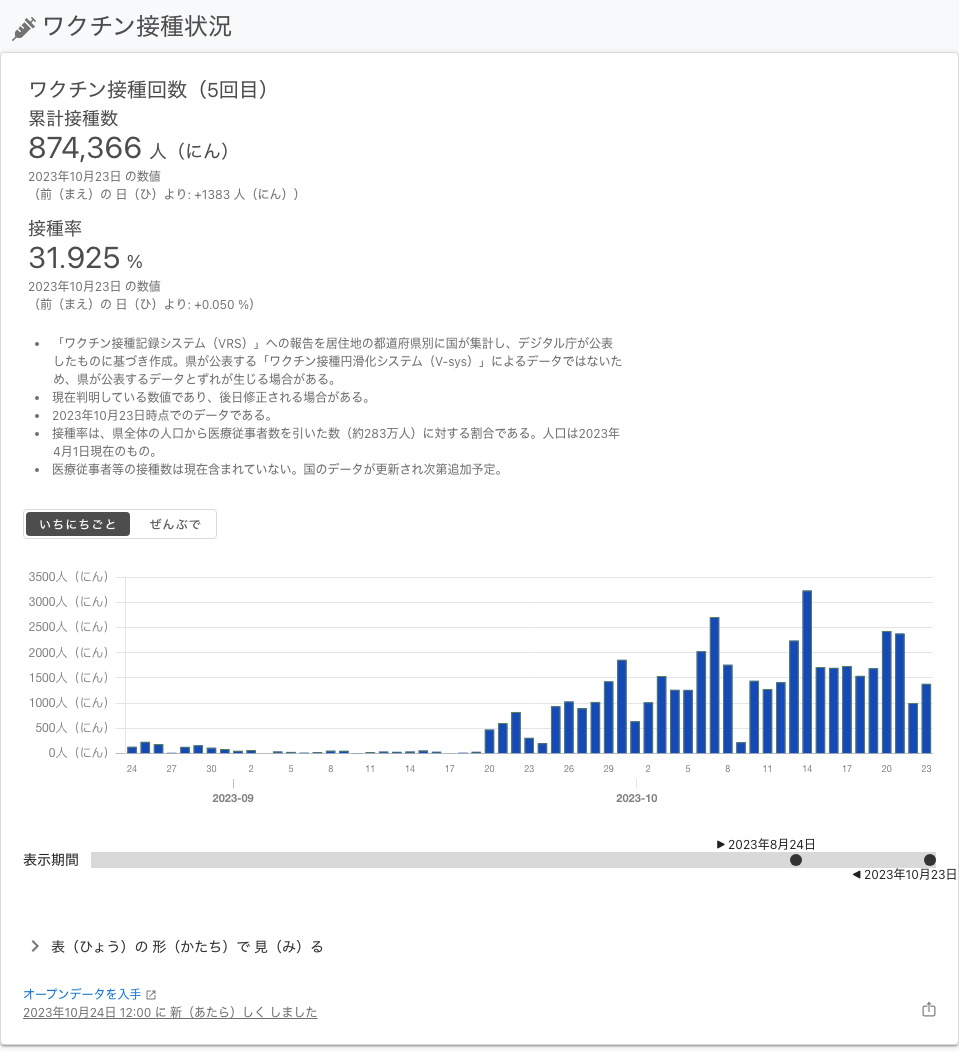 ワクチン接種状況
ワクチン接種回数（5回目）
累計接種数
874,366 人（にん）
2023年10月23日 の数値
（前（まえ）の 日（ひ）より: +1383 人（にん））
接種率
31.925 %
2023年10月23日 の数値
（前（まえ）の 日（ひ）より: +0.050 %）
• 「ワクチン接種記録システム（VRS）」への報告を居住地の都道府県別に国が集計し、デジタル庁が公表
したものに基づき作成。県が公表する「ワクチン接種円滑化システム（V-sys）」によるデータではないた
め、県が公表するデータとずれが生じる場合がある。
• 現在判明している数値であり、後日修正される場合がある。
• 2023年10月23日時点でのデータである。
• 接種率は、県全体の人口から医療従事者数を引いた数（約283万人）に対する割合である。人口は2023年
4月1日現在のもの。
• 医療従事者等の接種数は現在含まれていない。国のデータが更新され次第追加予定。
いちにちごと ぜんぶで
3500人（にん）
3000人（にん）
2500人（にん）
2000人（にん）
1500人（にん）
1000人（にん）
500人（にん）
0人（にん）
24 27 30 2 5 8 11 14 17 20 23 26 29 2 5 8 11 14 17 20 23
2023-09 2023-10
▶ 2023年8月24日
表示期間
◀ 2023年10月23日
表（ひょう）の 形（かたち）で 見（み）る
オープンデータを入手
2023年10月24日 12:00 に 新（あたら）しく しました